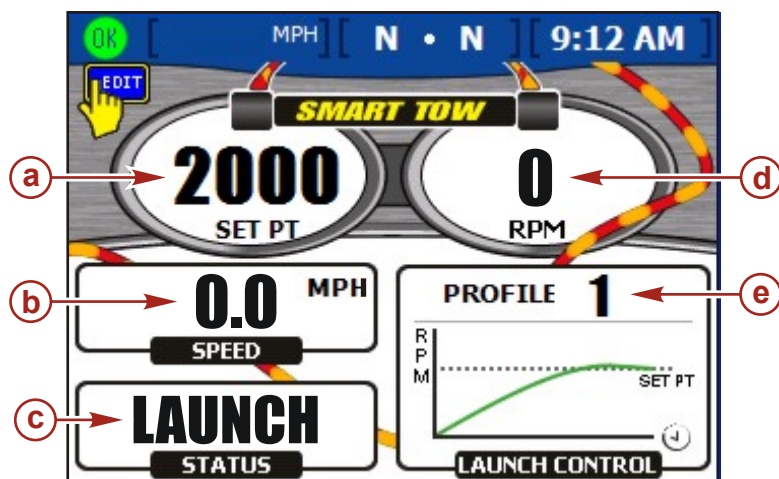 OK [ MPH ] [ N • N ] [ 9:12 AM ]
EDIT
SMART TOW
2000
SET PT
0
RPM
a
d
0.0 MPH
SPEED
b
PROFILE 1
e
RPM
SET PT
LAUNCH CONTROL
LAUNCH
STATUS
c